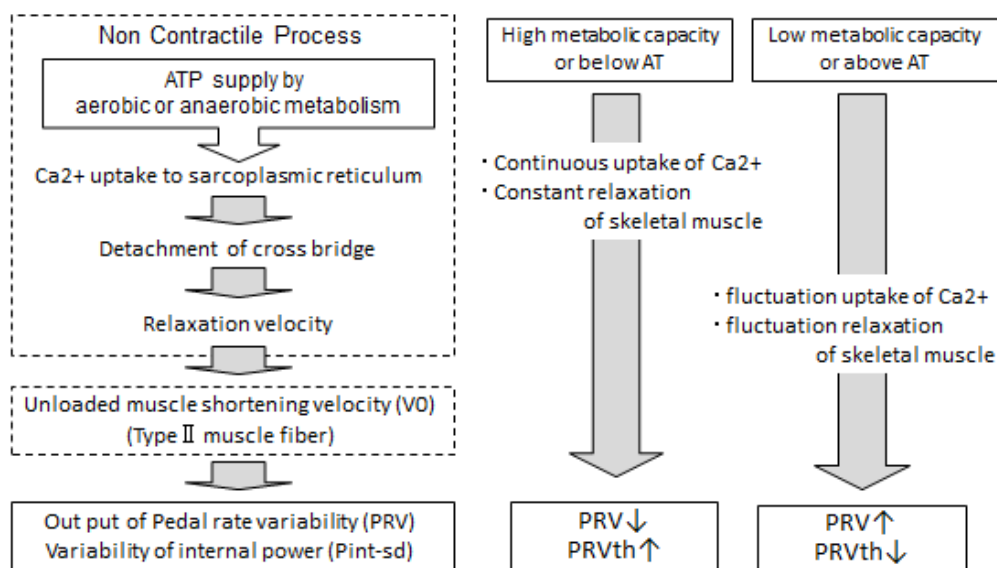 Non Contractile Process
ATP supply by
aerobic or anaerobic metabolism
Ca2+ uptake to sarcoplasmic reticulum
Detachment of cross bridge
Relaxation velocity
Unloaded muscle shortening velocity (V0)
(Type Ⅱ muscle fiber)
Out put of Pedal rate variability (PRV)
Variability of internal power (Pint-sd)
High metabolic capacity
or below AT
・Continuous uptake of Ca2+
・Constant relaxation
of skeletal muscle
PRV↓
PRVth↑
Low metabolic capacity
or above AT
・fluctuation uptake of Ca2+
・fluctuation relaxation
of skeletal muscle
PRV↑
PRVth↓